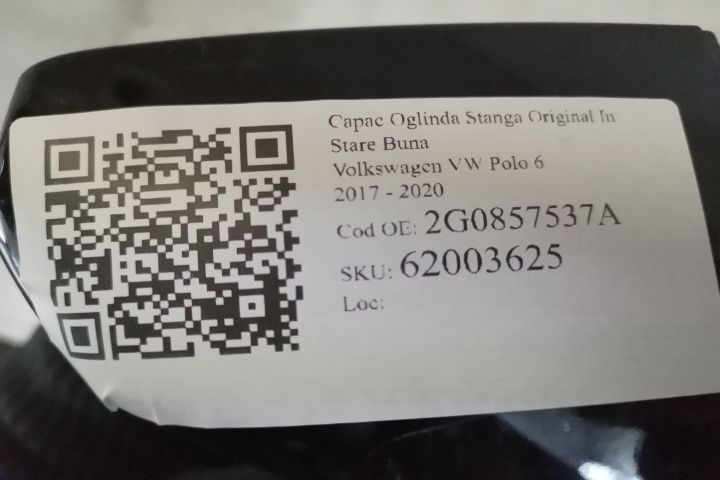 Capac Oglinda Stanga Original In
Stare Buna
Volkswagen VW Polo 6
2017 - 2020
Cod OE: 2G0857537A
SKU: 62003625
Loc: